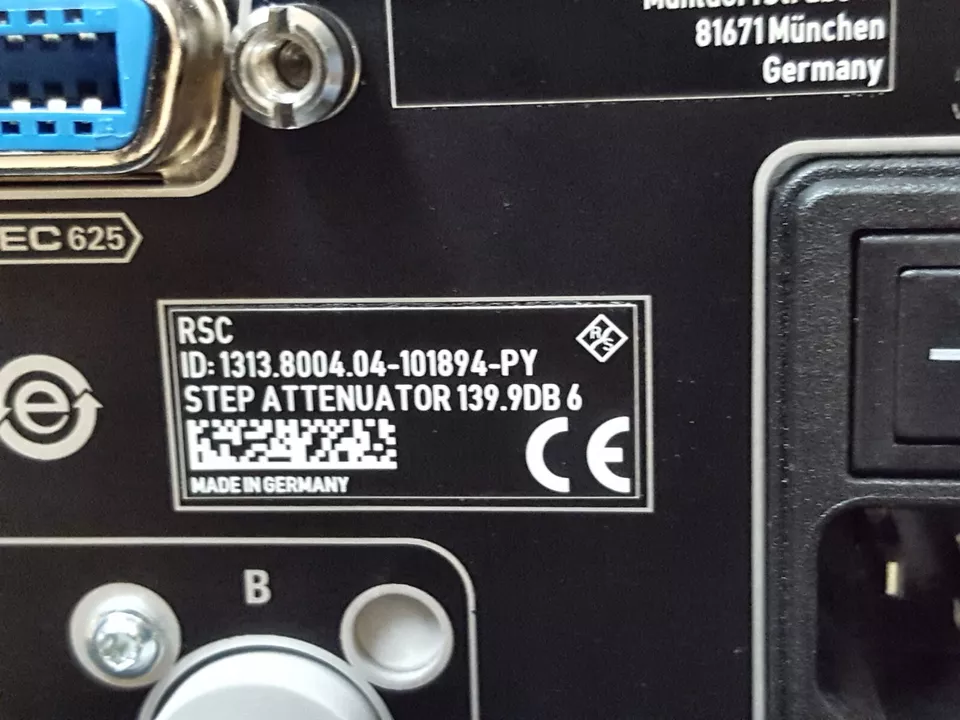 81671 München
Germany
EC 625
RSC
ID: 1313.8004.04-101894-PY
STEP ATTENUATOR 139.9DB 6
R&S
CE
MADE IN GERMANY
B